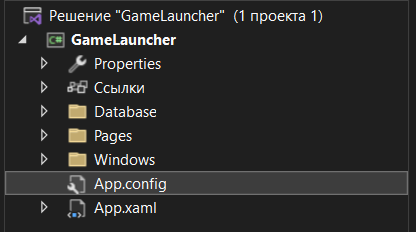 Решение "GameLauncher" (1 проекта 1)
GameLauncher
Properties
Ссылки
Database
Pages
Windows
App.config
App.xaml